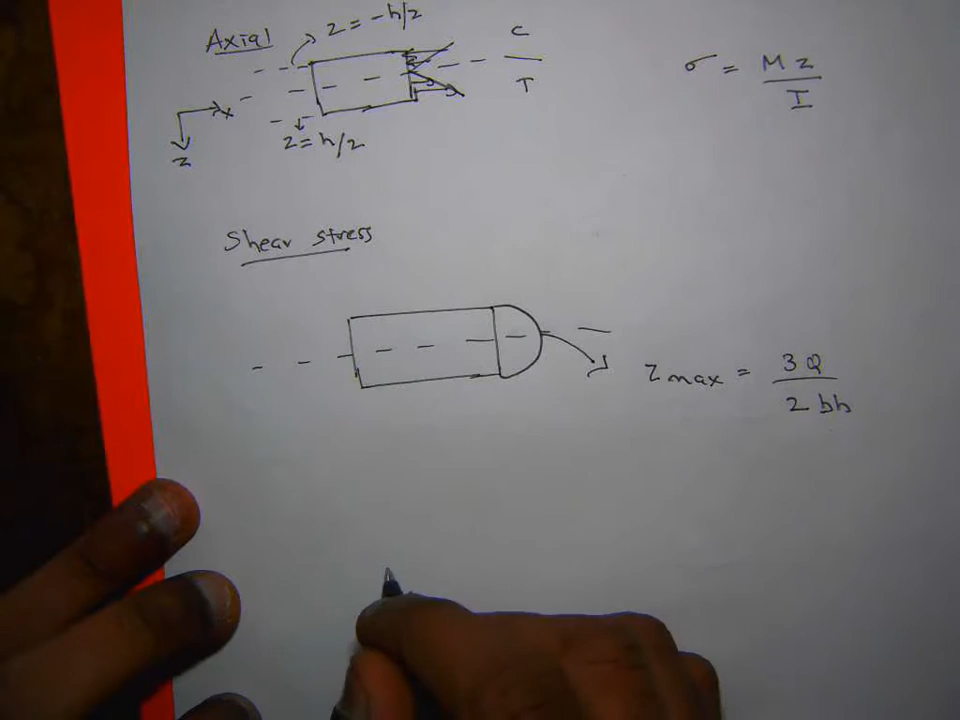 Axial
z = -h/2
C
T
x
z
z = h/2
σ = Mz / I
Shear stress
τmax = 3Q / 2bh